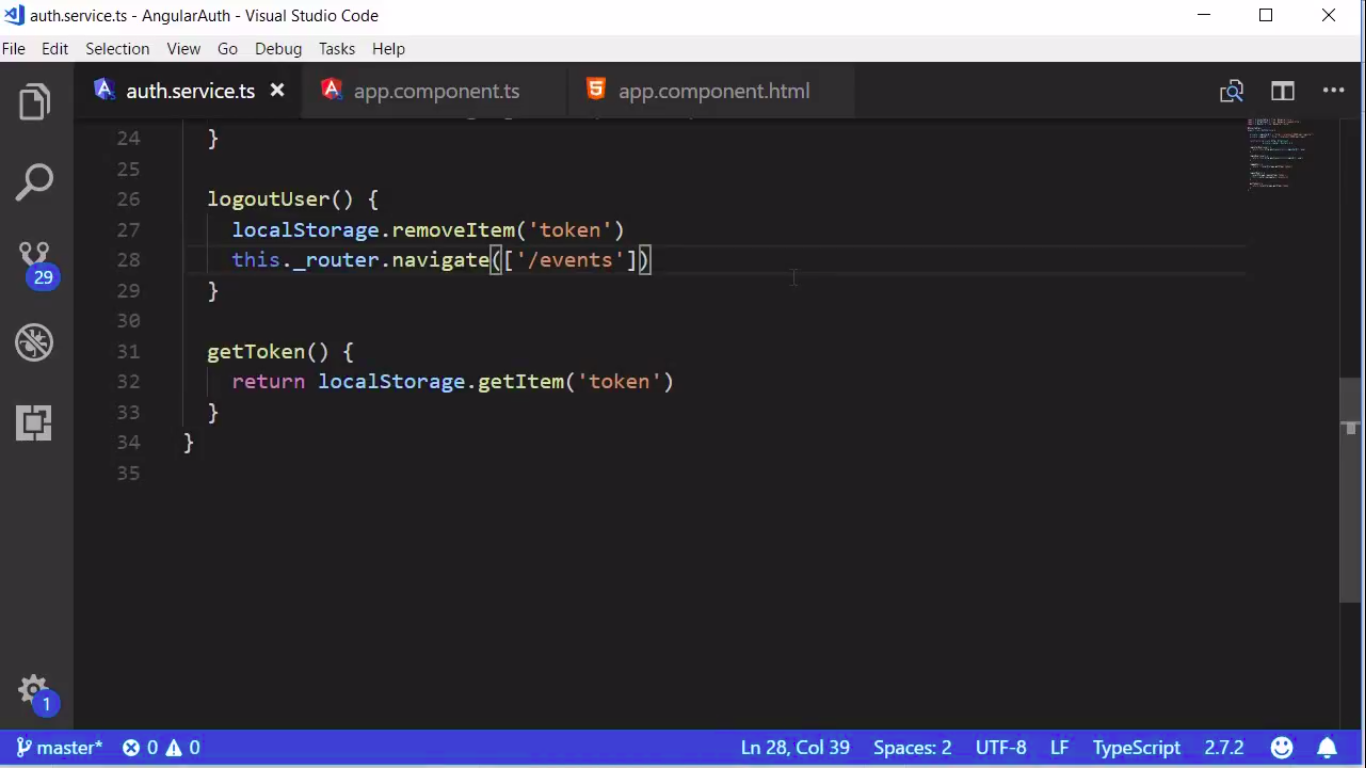 auth.service.ts - AngularAuth - Visual Studio Code
File Edit Selection View Go Debug Tasks Help
auth.service.ts app.component.ts app.component.html
24 }
25
26 logoutUser() {
27 localStorage.removeItem('token')
28 this._router.navigate(['/events'])
29 }
30
31 getToken() {
32 return localStorage.getItem('token')
33 }
34 }
35
29
1
master* 0 0 Ln 28, Col 39 Spaces: 2 UTF-8 LF TypeScript 2.7.2